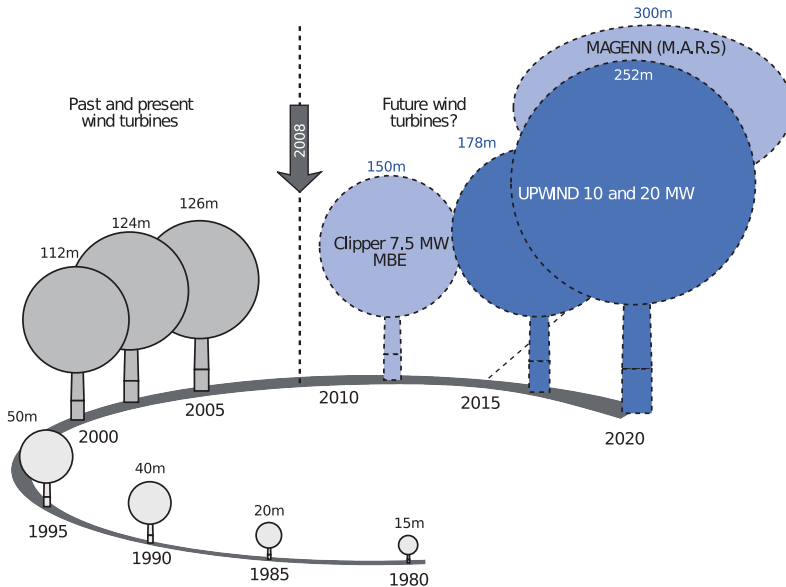 300m
MAGENN (M.A.R.S)
252m
Past and present
wind turbines
2008
Future wind
turbines?
178m
150m
UPWIND 10 and 20 MW
126m
124m
112m
Clipper 7.5 MW
MBE
2010
2015
2005
2000
2020
50m
40m
20m
15m
1995
1990
1985
1980